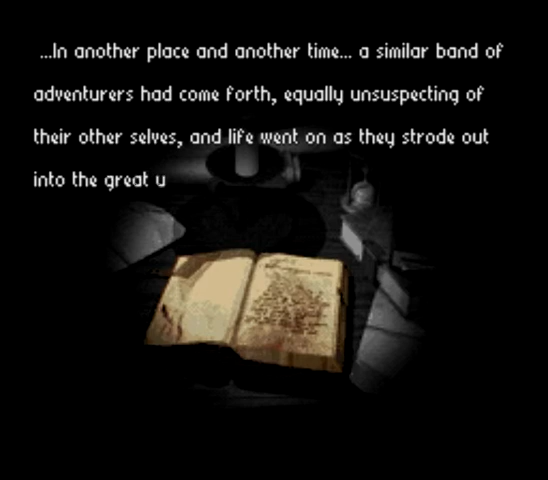 ...In another place and another time... a similar band of
adventurers had come forth, equally unsuspecting of
their other selves, and life went on as they strode out
into the great u